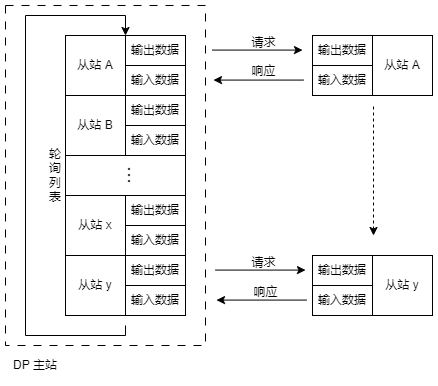 轮询列表
从站 A
输出数据
输入数据
从站 B
输出数据
输入数据
...
从站 x
输出数据
输入数据
从站 y
输出数据
输入数据
请求
响应
输出数据
输入数据
从站 A
请求
响应
输出数据
输入数据
从站 y
DP 主站